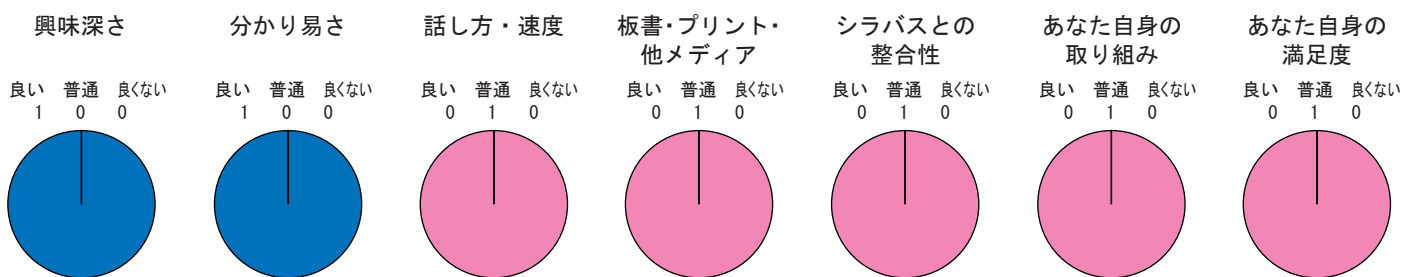 興味深さ
良い 普通 良くない
1 0 0
分かり易さ
良い 普通 良くない
1 0 0
話し方・速度
良い 普通 良くない
0 1 0
板書・プリント・
他メディア
良い 普通 良くない
0 1 0
シラバスとの
整合性
良い 普通 良くない
0 1 0
あなた自身の
取り組み
良い 普通 良くない
0 1 0
あなた自身の
満足度
良い 普通 良くない
0 1 0